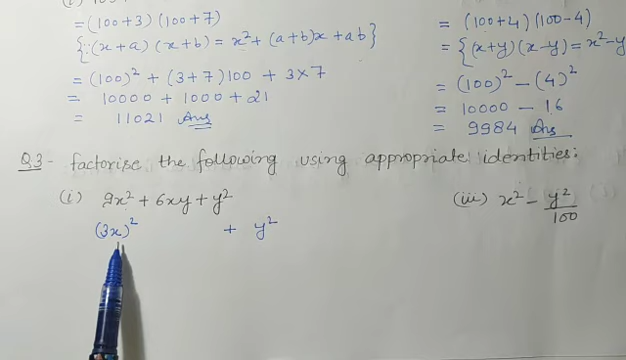 =(100+3)(100+7)
{∵(x+a)(x+b)=x²+(a+b)x+ab}
=(100)²+(3+7)100+3×7
= 10000+1000+21
= 11021 Ans
= (100+4)(100-4)
= {(x+y)(x-y)=x²-y
= (100)²-(4)²
= 10000-16
= 9984 Ans
Q.3- factorise the following using appropriate identities:
(i) 9x²+6xy+y²
(3x)² + y²
(iii) x²-y²/100